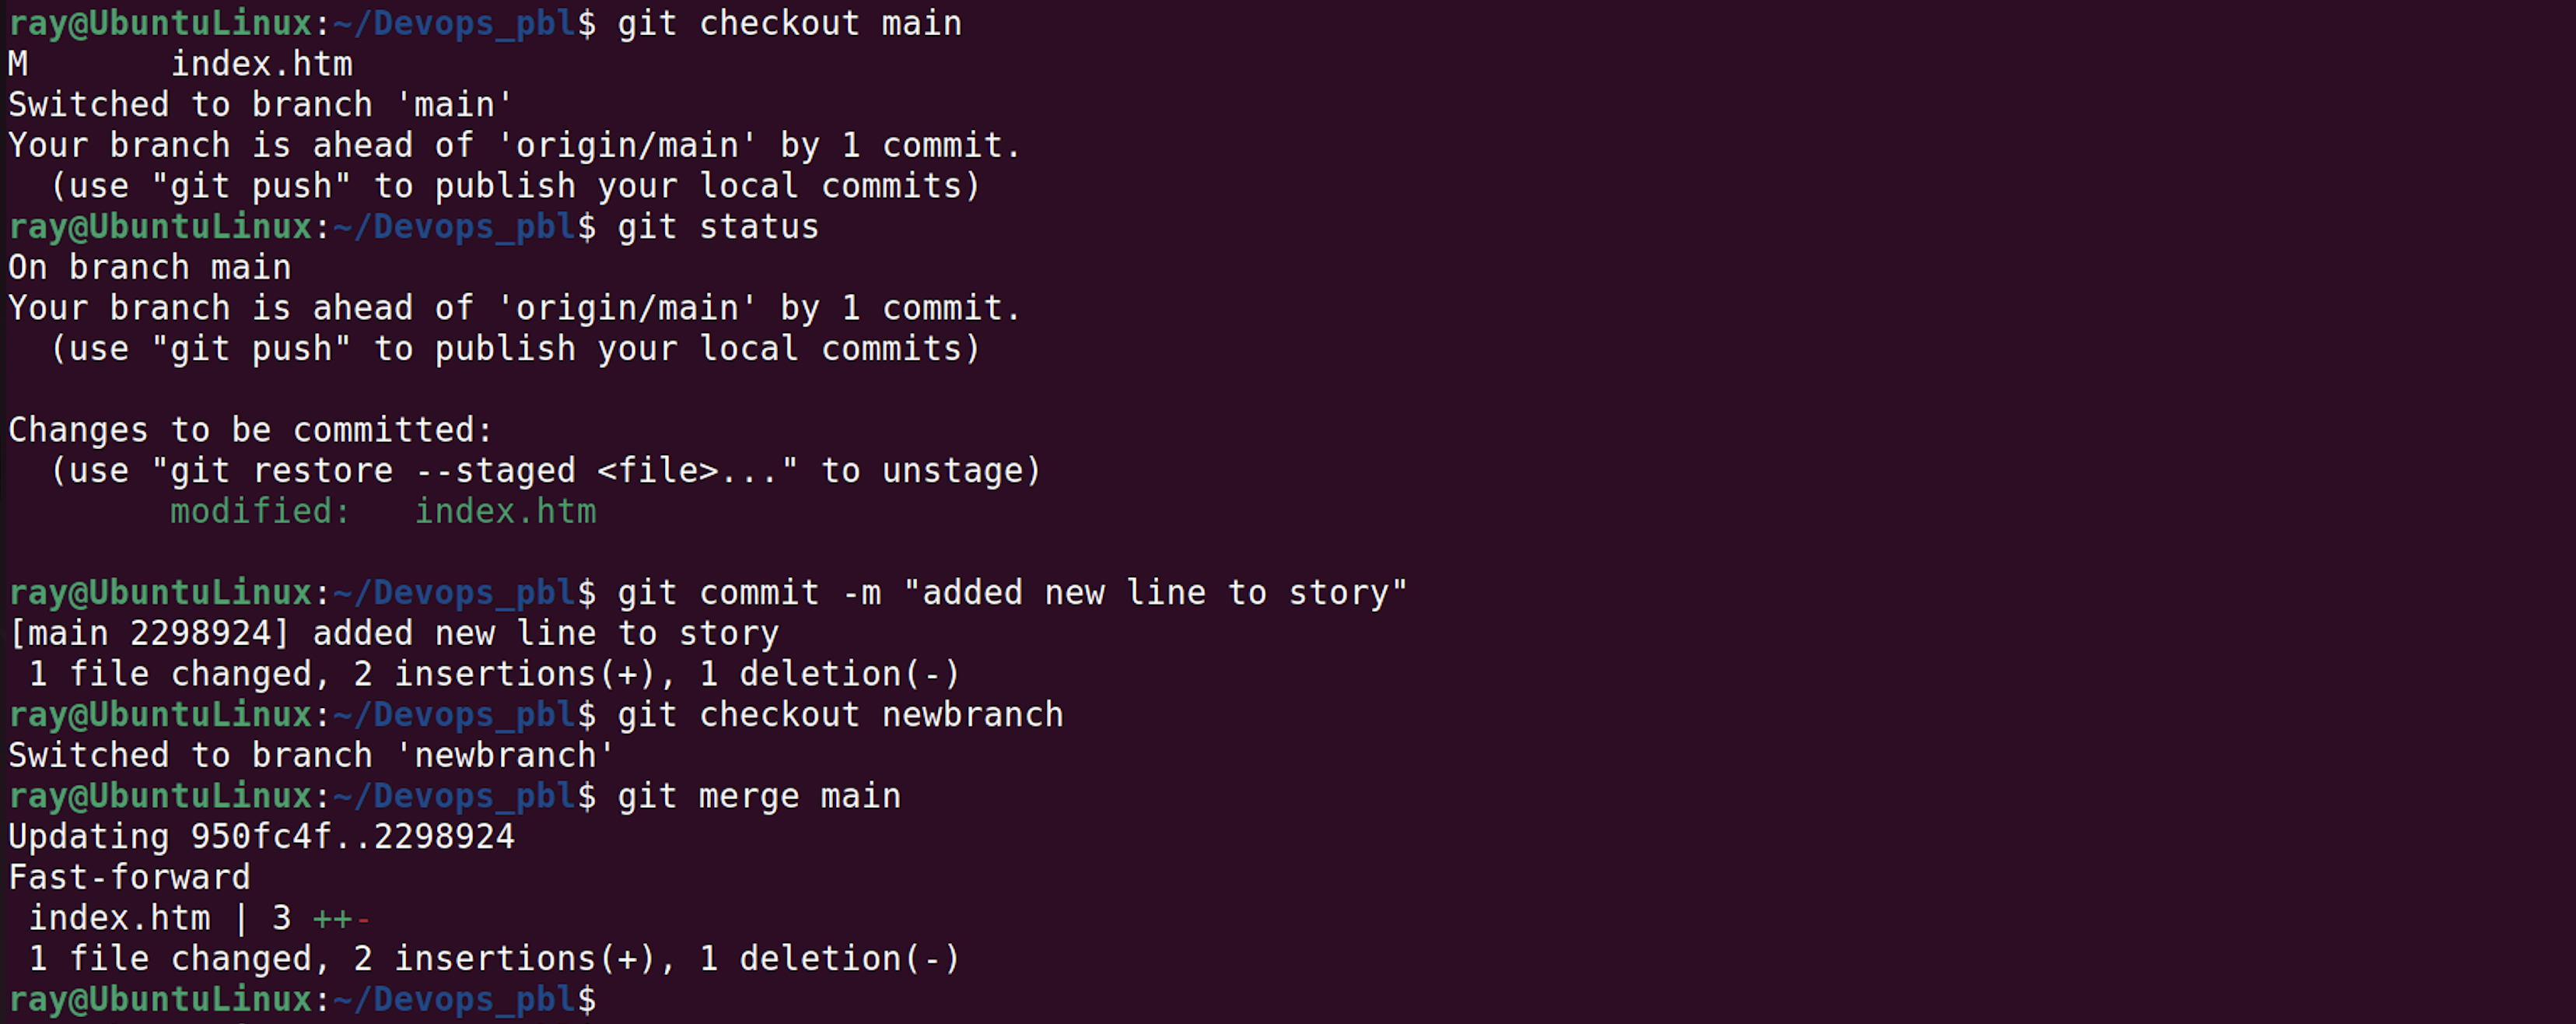 ray@UbuntuLinux:~/Devops_pbl$ git checkout main
M       index.htm
Switched to branch 'main'
Your branch is ahead of 'origin/main' by 1 commit.
  (use "git push" to publish your local commits)
ray@UbuntuLinux:~/Devops_pbl$ git status
On branch main
Your branch is ahead of 'origin/main' by 1 commit.
  (use "git push" to publish your local commits)

Changes to be committed:
  (use "git restore --staged <file>..." to unstage)
        modified:   index.htm

ray@UbuntuLinux:~/Devops_pbl$ git commit -m "added new line to story"
[main 2298924] added new line to story
 1 file changed, 2 insertions(+), 1 deletion(-)
ray@UbuntuLinux:~/Devops_pbl$ git checkout newbranch
Switched to branch 'newbranch'
ray@UbuntuLinux:~/Devops_pbl$ git merge main
Updating 950fc4f..2298924
Fast-forward
 index.htm | 3 ++-
 1 file changed, 2 insertions(+), 1 deletion(-)
ray@UbuntuLinux:~/Devops_pbl$